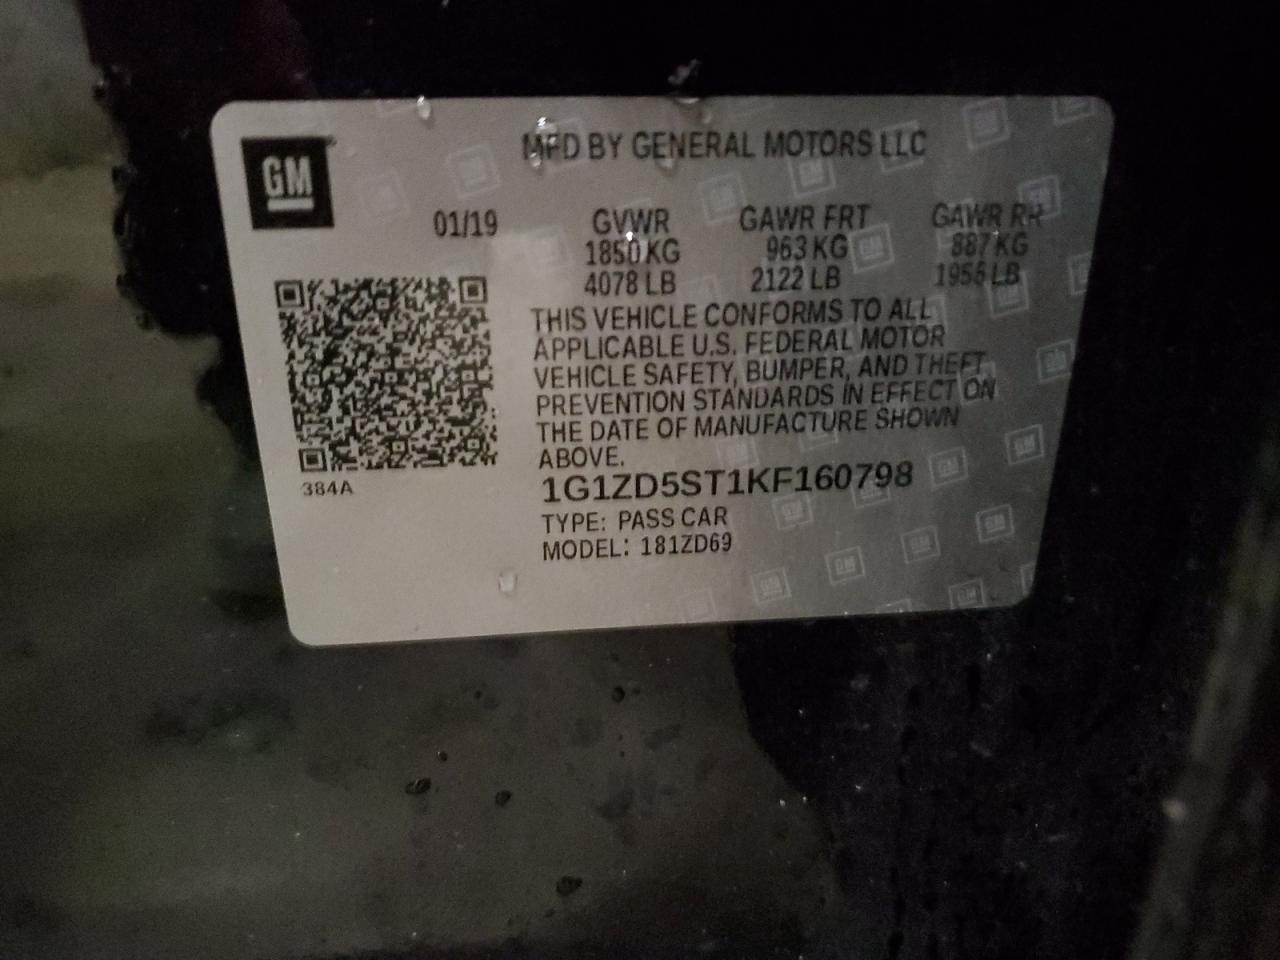 GM
MFD BY GENERAL MOTORS LLC
01/19 GVWR GAWR FRT GAWR RR
1850 KG 963 KG 887 KG
4078 LB 2122 LB 1956 LB
THIS VEHICLE CONFORMS TO ALL
APPLICABLE U.S. FEDERAL MOTOR
VEHICLE SAFETY, BUMPER, AND THEFT
PREVENTION STANDARDS IN EFFECT ON
THE DATE OF MANUFACTURE SHOWN
ABOVE.
384A
1G1ZD5ST1KF160798
TYPE: PASS CAR
MODEL: 181ZD69